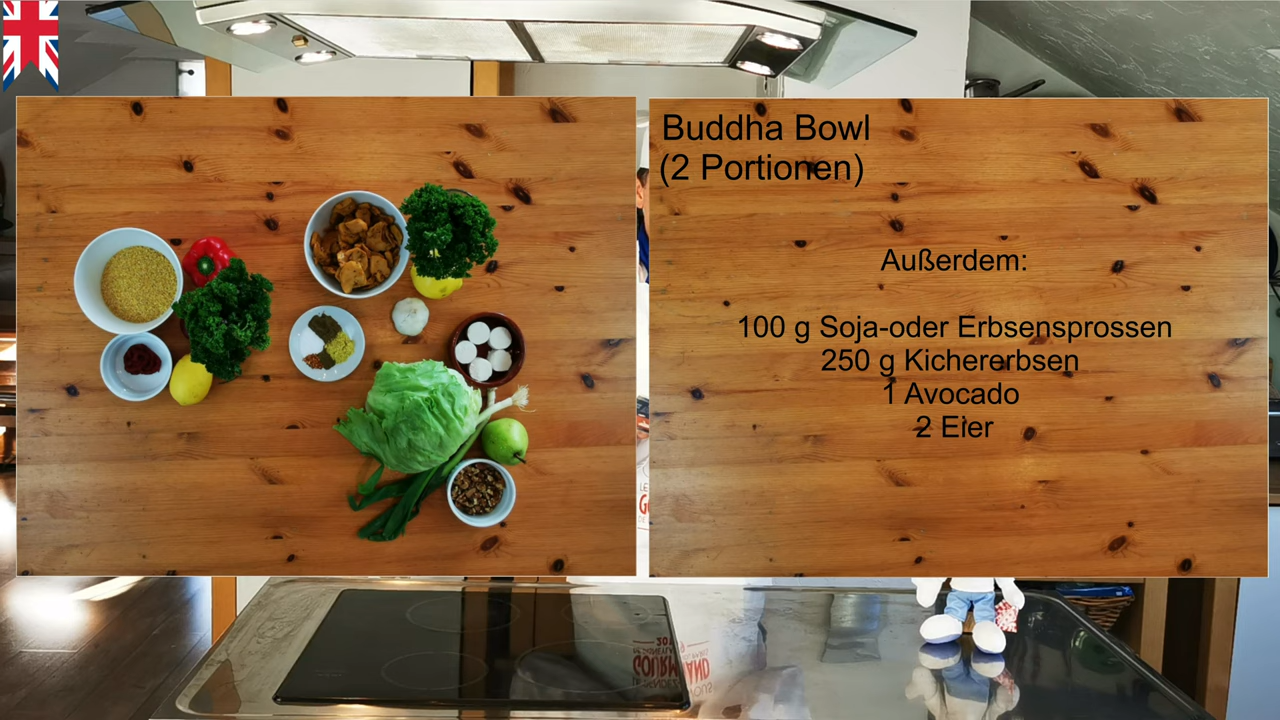 Buddha Bowl
(2 Portionen)
Außerdem:
100 g Soja-oder Erbsensprossen
250 g Kichererbsen
1 Avocado
2 Eier